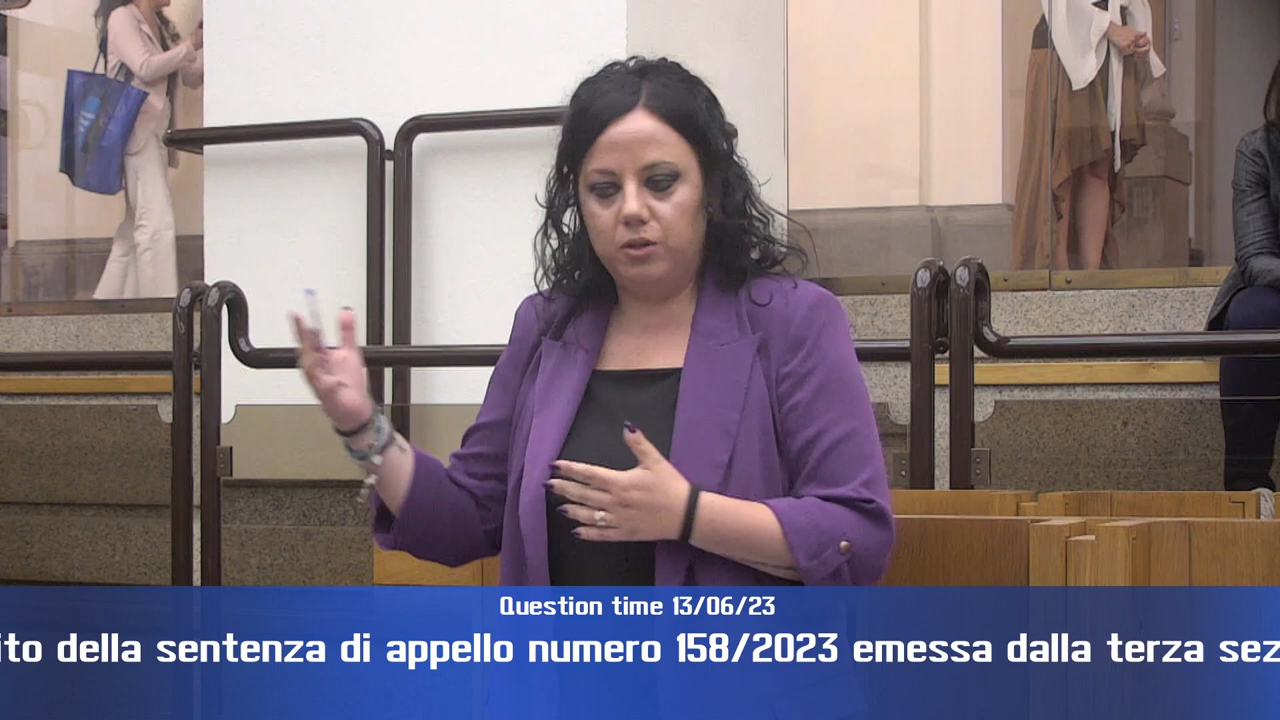 Question time 13/06/23
ito della sentenza di appello numero 158/2023 emessa dalla terza sez